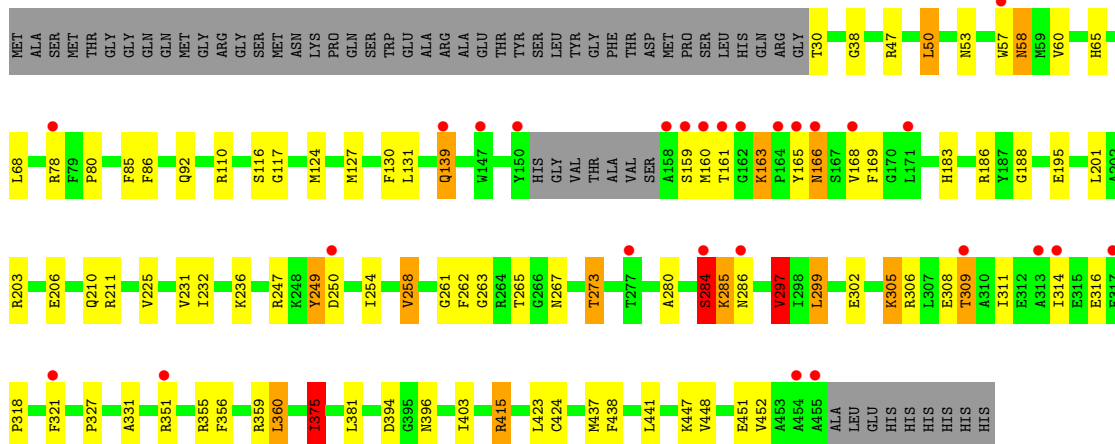 MET ALA SER MET THR GLY GLY GLN GLN MET GLY ARG GLY SER MET ASN LYS PRO GLN SER TRP GLU ALA ARG ALA GLU THR TYR SER LEU TYR GLY PHE THR ASP MET PRO SER LEU HIS GLN ARG GLY T30 G38 R47 L50 N53 W57 N58 M59 V60 H65
L68 R78 F79 P80 F85 F86 Q92 R110 S116 G117 M124 M127 F130 L131 Q139 W147 Y150 HIS GLY VAL THR ALA VAL SER A158 S159 M160 T161 G162 K163 P164 Y165 N166 S167 V168 F169 G170 L171 H183 R186 Y187 G188 E195 L201 A202
R203 E206 Q210 R211 V225 V231 I232 K236 R247 K248 Y249 D250 I254 V258 G261 F262 G263 R264 T265 G266 N267 T273 T277 A280 S284 K285 N286 V297 I298 L299 E302 K305 R306 L307 E308 T309 A310 I311 E312 A313 I314 E315 E316
P318 F321 P327 A331 R351 R355 F356 R359 L360 I375 L381 D394 G395 N396 I403 R415 L423 C424 M437 F438 L441 K447 V448 E451 V452 A453 A454 A455 ALA LEU GLU HIS HIS HIS HIS HIS HIS